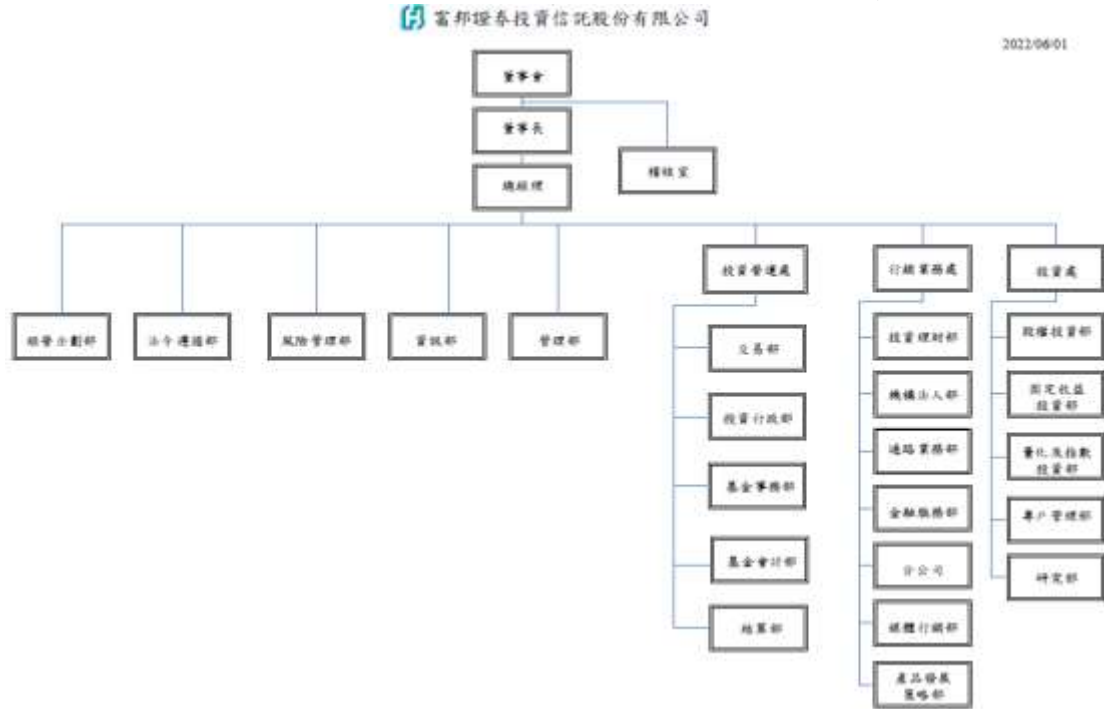 富邦證券投資信託股份有限公司
2022/06/01
董事會
董事長
稽核室
總經理
投資營運處
行銷業務處
投資處
經營企劃部
法令遵循部
風險管理部
資訊部
管理部
交易部
投資行政部
基金事務部
基金會計部
結算部
投資理財部
機構法人部
通路業務部
金融服務部
分公司
媒體行銷部
產品發展
策略部
股權投資部
固定收益
投資部
量化及指數
投資部
專戶管理部
研究部